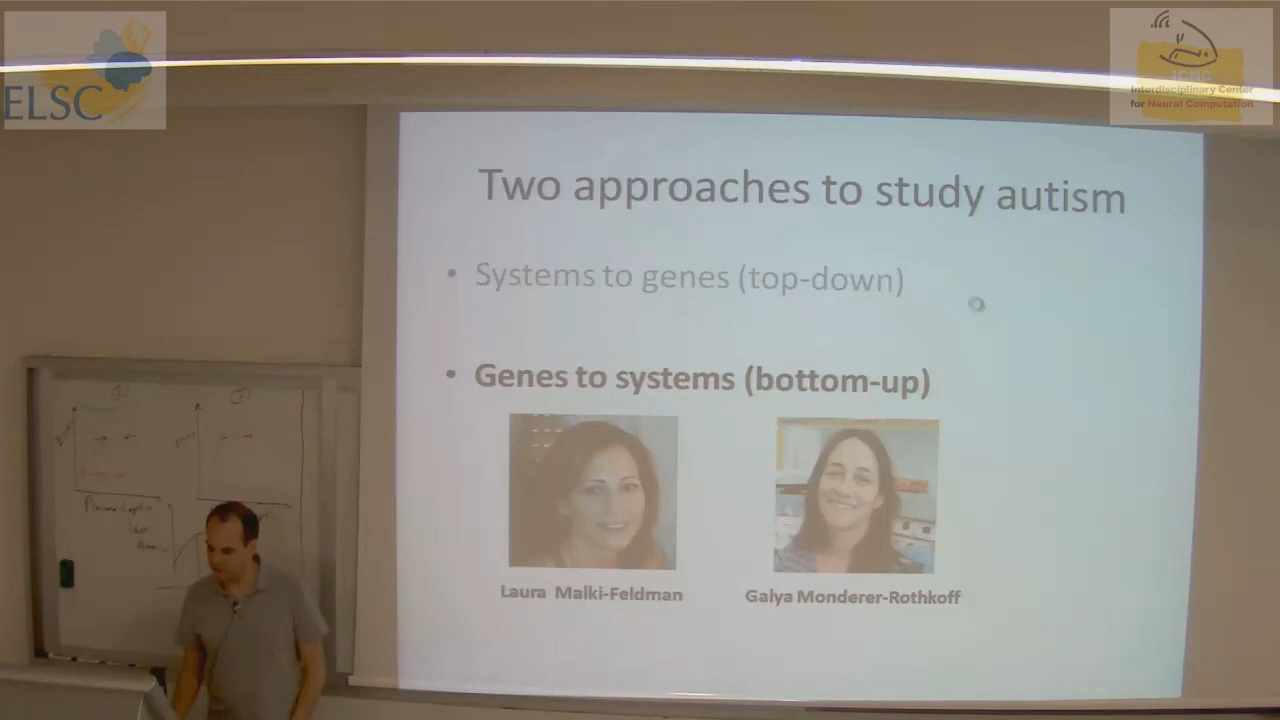 ELSC
ICNC
Interdisciplinary Center
for Neural Computation
Two approaches to study autism
• Systems to genes (top-down)
• Genes to systems (bottom-up)
Laura Malki-Feldman
Galya Monderer-Rothkoff